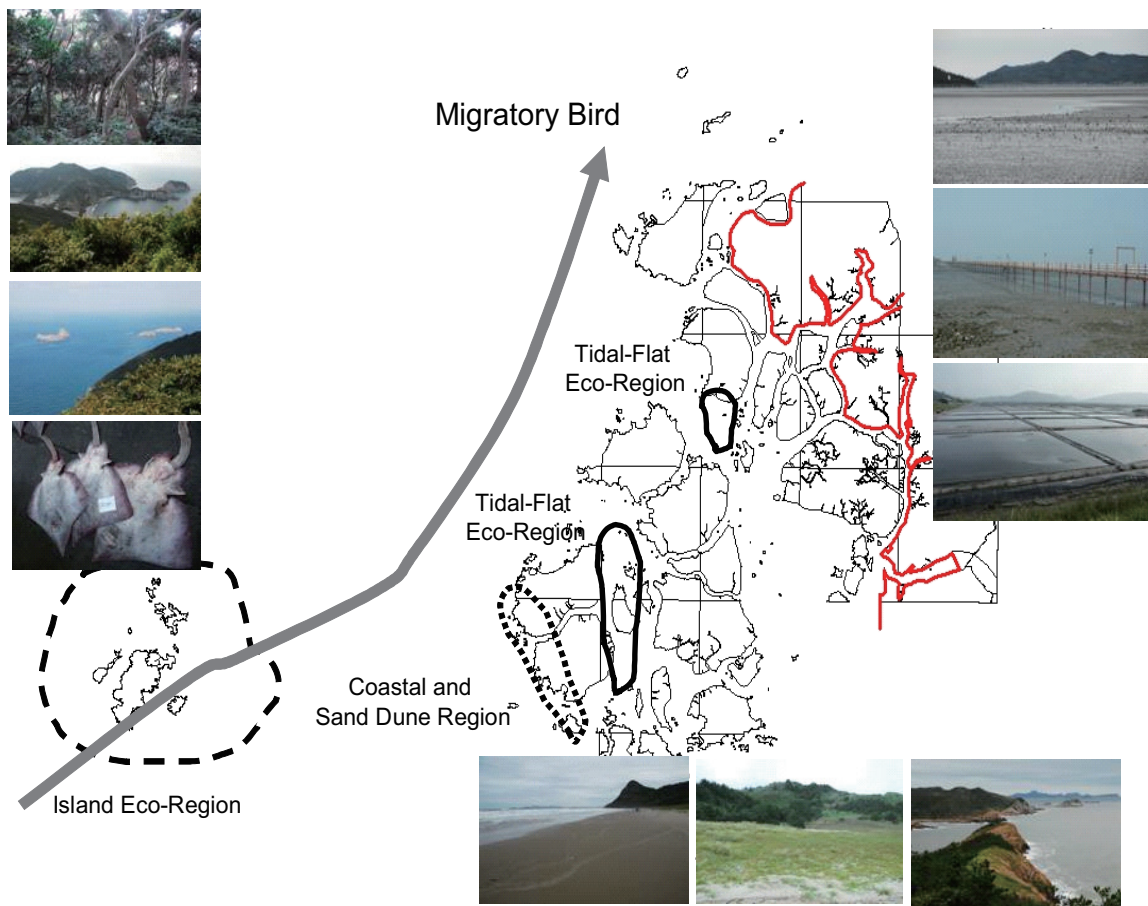 Migratory Bird
Tidal-Flat
Eco-Region
Tidal-Flat
Eco-Region
Coastal and
Sand Dune Region
Island Eco-Region